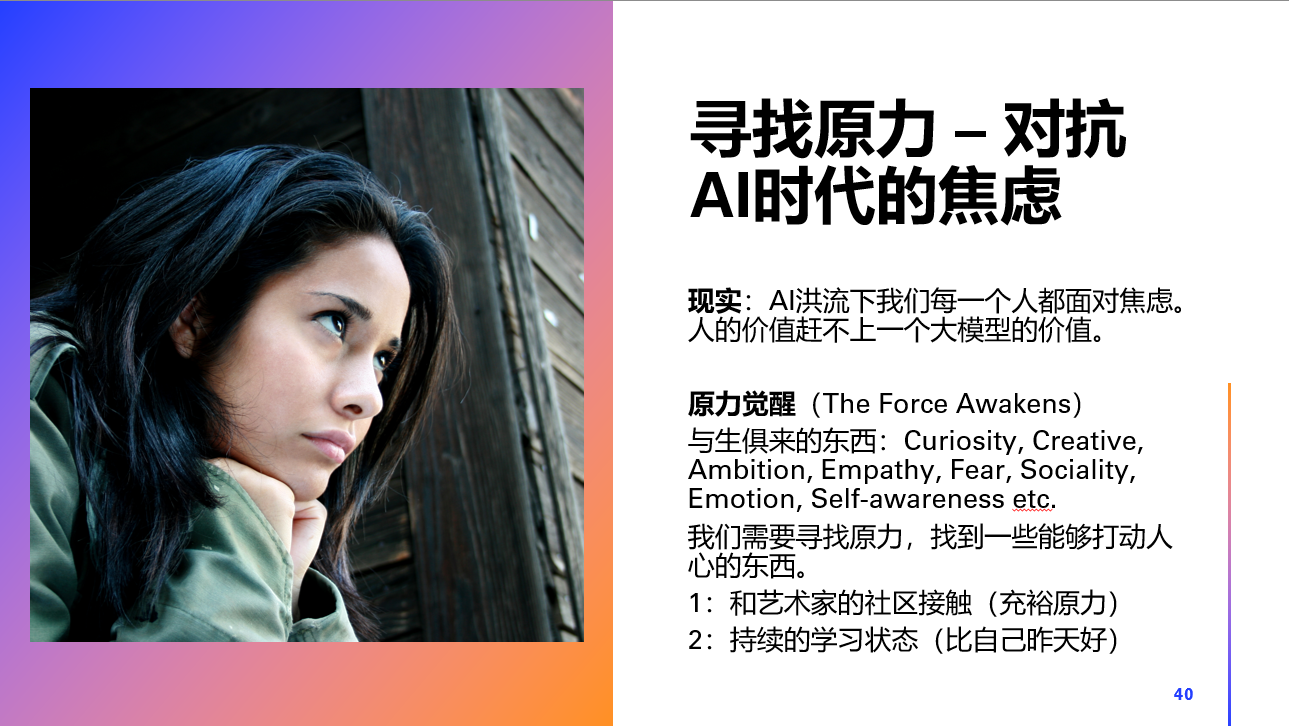 寻找原力 – 对抗
AI时代的焦虑
现实：AI洪流下我们每一个人都面对焦虑。
人的价值赶不上一个大模型的价值。
原力觉醒（The Force Awakens）
与生俱来的东西：Curiosity, Creative,
Ambition, Empathy, Fear, Sociality,
Emotion, Self-awareness etc.
我们需要寻找原力，找到一些能够打动人
心的东西。
1：和艺术家的社区接触（充裕原力）
2：持续的学习状态（比自己昨天好）
40